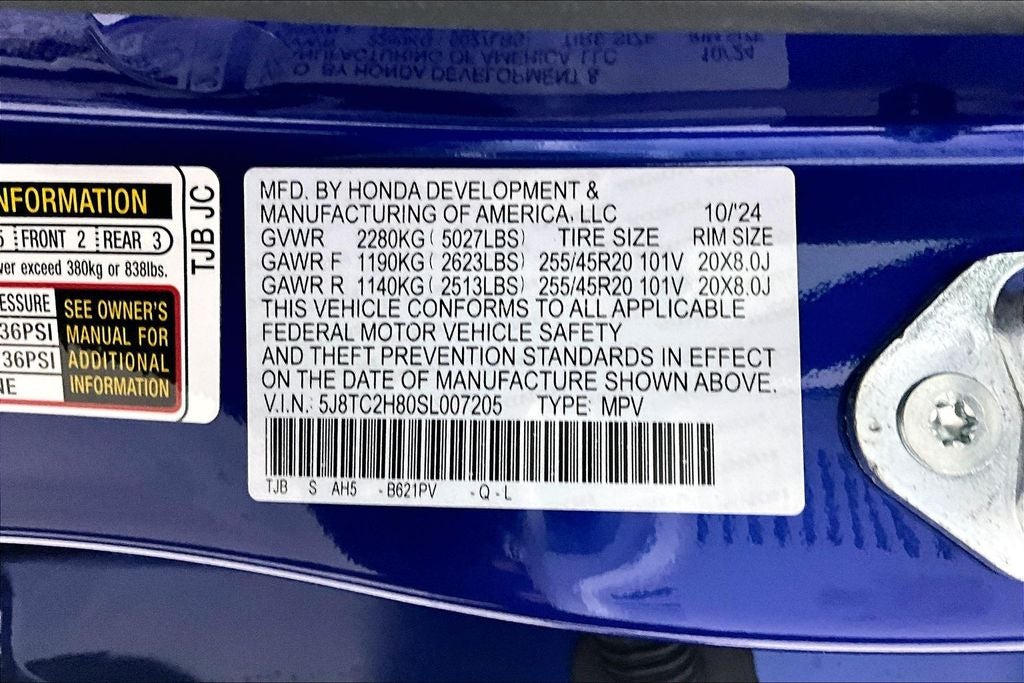 NFORMATION
5 FRONT 2 REAR 3
ver exceed 380kg or 838lbs.
ESSURE
36PSI
36PSI
NE
SEE OWNER'S
MANUAL FOR
ADDITIONAL
INFORMATION
TJBJC
MFD. BY HONDA DEVELOPMENT &
MANUFACTURING OF AMERICA, LLC 10/'24
GVWR 2280KG ( 5027LBS) TIRE SIZE RIM SIZE
GAWR F 1190KG ( 2623LBS) 255/45R20 101V 20X8.0J
GAWR R 1140KG ( 2513LBS) 255/45R20 101V 20X8.0J
THIS VEHICLE CONFORMS TO ALL APPLICABLE
FEDERAL MOTOR VEHICLE SAFETY
AND THEFT PREVENTION STANDARDS IN EFFECT
ON THE DATE OF MANUFACTURE SHOWN ABOVE.
V.I.N.: 5J8TC2H80SL007205 TYPE: MPV
TJB S AH5 - B621PV - Q - L